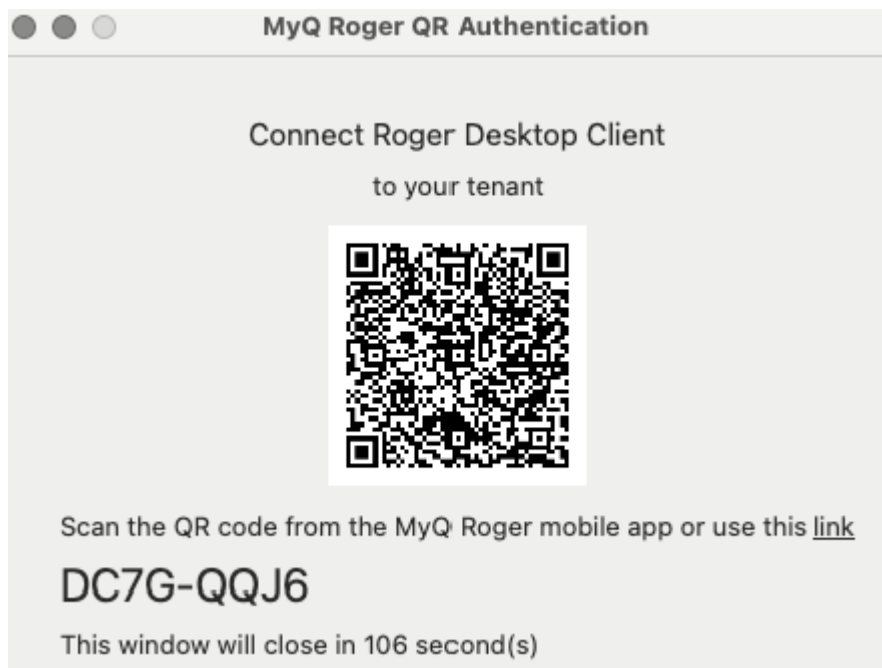 MyQ Roger QR Authentication
Connect Roger Desktop Client
to your tenant
Scan the QR code from the MyQ Roger mobile app or use this link
DC7G-QQJ6
This window will close in 106 second(s)